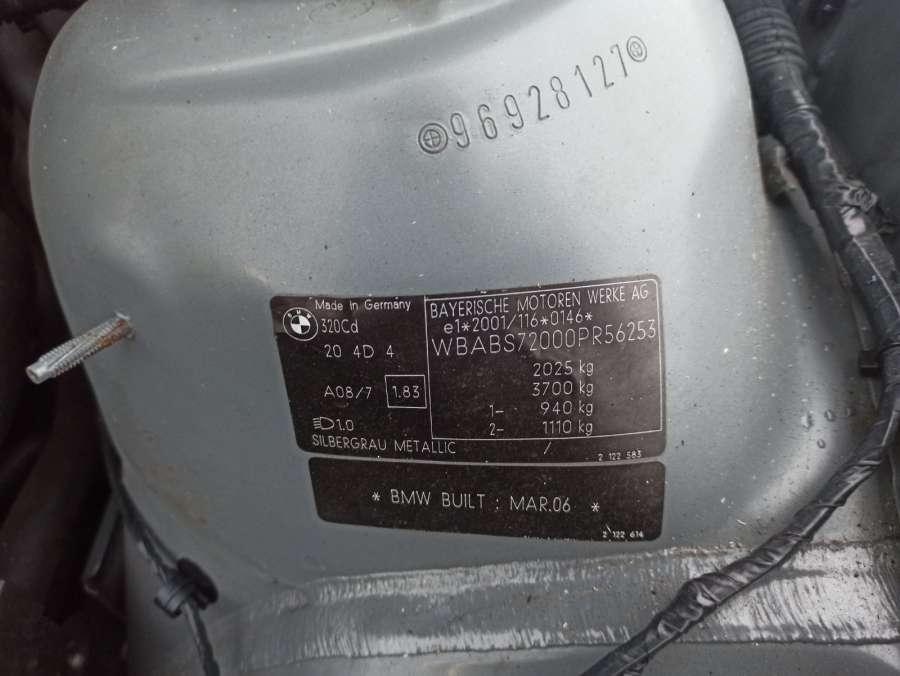 96928127
Made in Germany
BMW
320Cd
20 4D 4
A08/7 1.83
1.0
SILBERGRAU METALLIC /
BAYERISCHE MOTOREN WERKE AG
e1*2001/116*0146*
WBABS72000PR56253
2025 kg
3700 kg
1- 940 kg
2- 1110 kg
2 122 583
* BMW BUILT : MAR.06 *
2 122 614